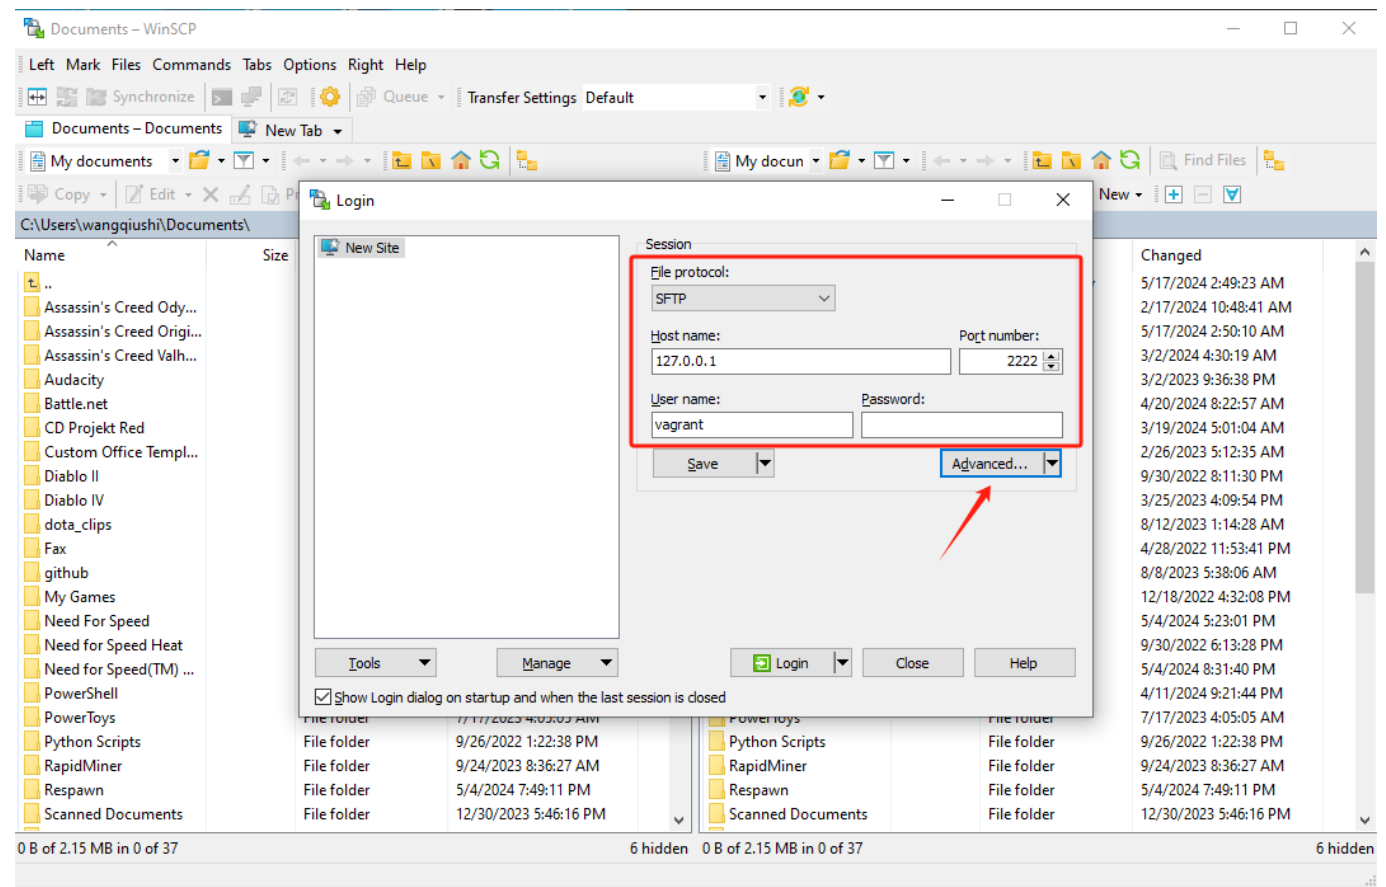 Documents – WinSCP
Left Mark Files Commands Tabs Options Right Help
Synchronize Queue Transfer Settings Default
Documents – Documents New Tab
My documents My docun Find Files
Copy Edit New
C:\Users\wangqiushi\Documents\
Name Size Changed
.. 5/17/2024 2:49:23 AM
Assassin's Creed Ody... 2/17/2024 10:48:41 AM
Assassin's Creed Origi... 5/17/2024 2:50:10 AM
Assassin's Creed Valh... 3/2/2024 4:30:19 AM
Audacity 3/2/2023 9:36:38 PM
Battle.net 4/20/2024 8:22:57 AM
CD Projekt Red 3/19/2024 5:01:04 AM
Custom Office Templ... 2/26/2023 5:12:35 AM
Diablo II 9/30/2022 8:11:30 PM
Diablo IV 3/25/2023 4:09:54 PM
dota_clips 8/12/2023 1:14:28 AM
Fax 4/28/2022 11:53:41 PM
github 8/8/2023 5:38:06 AM
My Games 12/18/2022 4:32:08 PM
Need For Speed 5/4/2024 5:23:01 PM
Need for Speed Heat 9/30/2022 6:13:28 PM
Need for Speed(TM) ... 5/4/2024 8:31:40 PM
PowerShell 4/11/2024 9:21:44 PM
PowerToys File folder 7/17/2023 4:05:05 AM PowerToys File folder 7/17/2023 4:05:05 AM
Python Scripts File folder 9/26/2022 1:22:38 PM Python Scripts File folder 9/26/2022 1:22:38 PM
RapidMiner File folder 9/24/2023 8:36:27 AM RapidMiner File folder 9/24/2023 8:36:27 AM
Respawn File folder 5/4/2024 7:49:11 PM Respawn File folder 5/4/2024 7:49:11 PM
Scanned Documents File folder 12/30/2023 5:46:16 PM Scanned Documents File folder 12/30/2023 5:46:16 PM
0 B of 2.15 MB in 0 of 37 6 hidden 0 B of 2.15 MB in 0 of 37 6 hidden
Login
New Site
Session
File protocol:
SFTP
Host name: Port number:
127.0.0.1 2222
User name: Password:
vagrant
Save Advanced...
Tools Manage Login Close Help
Show Login dialog on startup and when the last session is closed